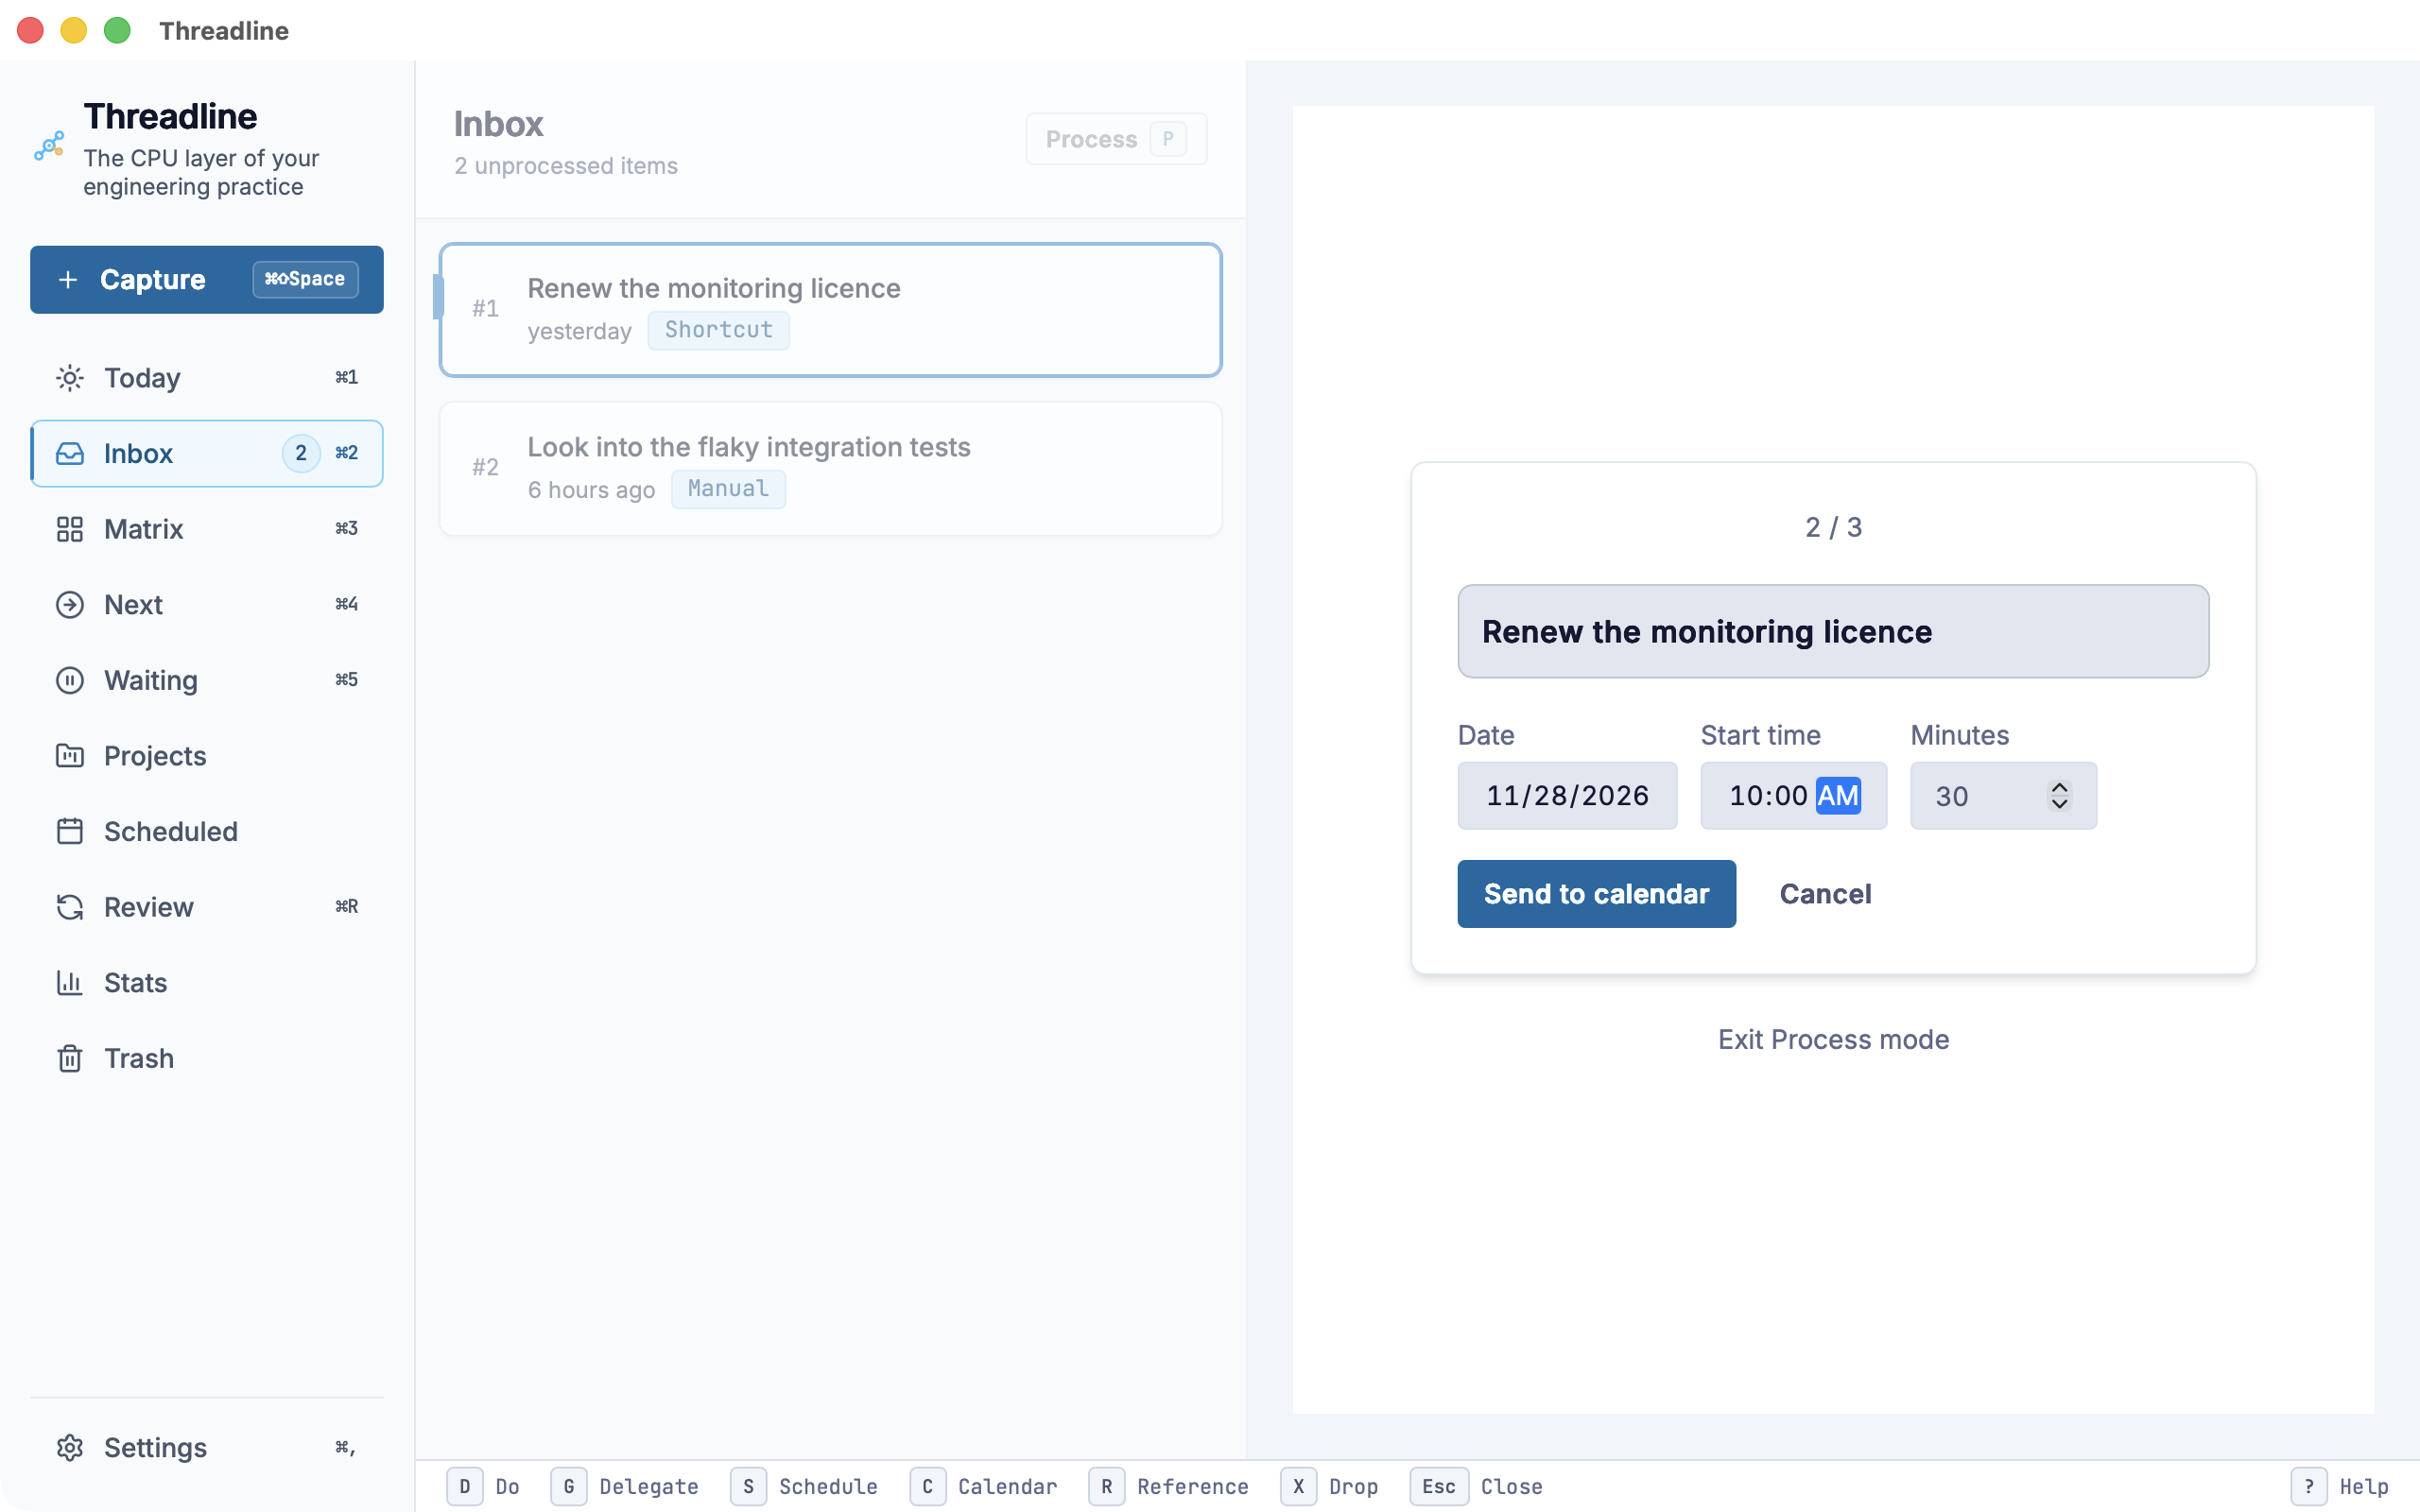 Threadline
Threadline
The CPU layer of your
engineering practice
+ Capture ⌘⇧Space
Today ⌘1
Inbox 2 ⌘2
Matrix ⌘3
Next ⌘4
Waiting ⌘5
Projects
Scheduled
Review ⌘R
Stats
Trash
Settings ⌘,
Inbox
2 unprocessed items
Process P
#1 Renew the monitoring licence
yesterday Shortcut
#2 Look into the flaky integration tests
6 hours ago Manual
2 / 3
Renew the monitoring licence
Date Start time Minutes
11/28/2026 10:00 AM 30
Send to calendar Cancel
Exit Process mode
D Do G Delegate S Schedule C Calendar R Reference X Drop Esc Close ? Help